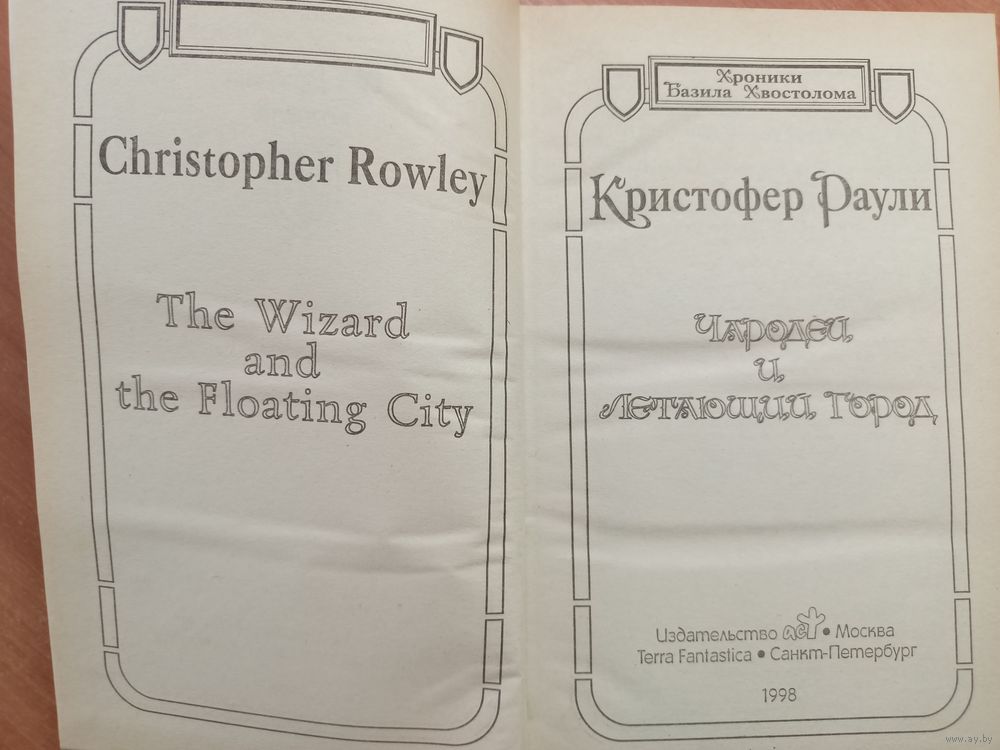 Christopher Rowley
The Wizard
and
the Floating City
Хроники
Базила Хвостолома
Кристофер Раули
Чародей
и
летающий город
Издательство аст • Москва
Terra Fantastica • Санкт-Петербург
1998
www.ay.by